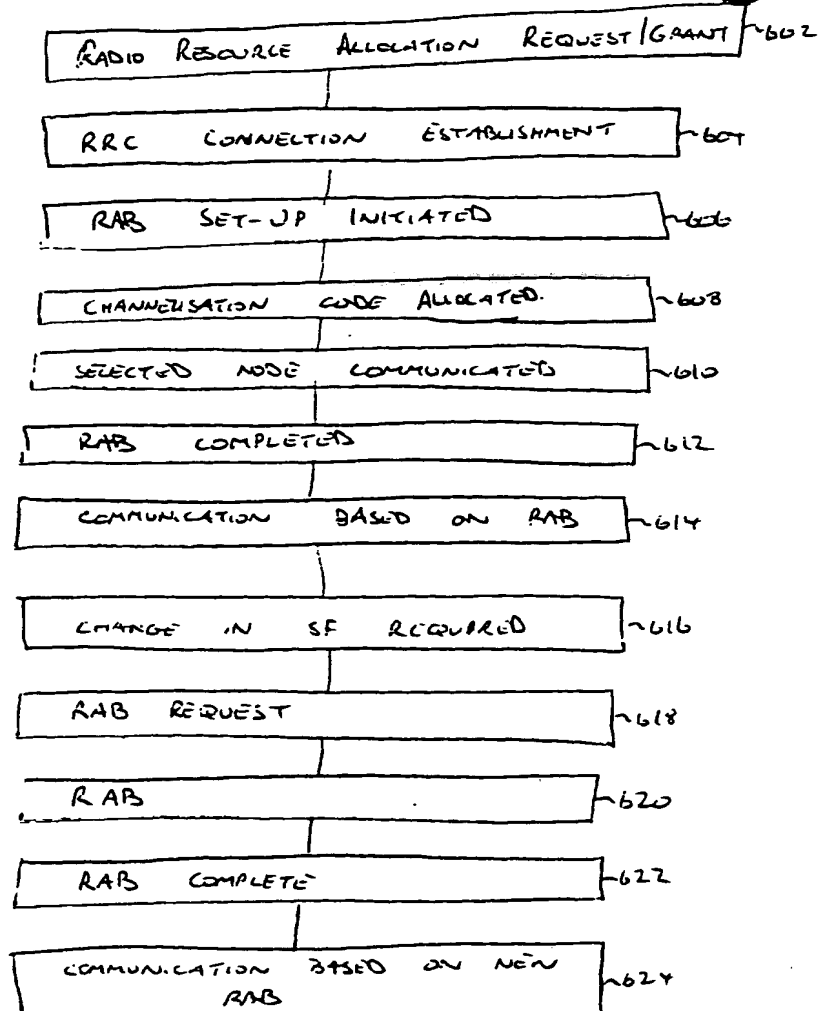 RADIO RESOURCE ALLOCATION REQUEST/GRANT 602
RRC CONNECTION ESTABLISHMENT 604
RAB SET-UP INITIATED 606
CHANNELISATION CODE ALLOCATED. 608
SELECTED NODE COMMUNICATED 610
RAB COMPLETED 612
COMMUNICATION BASED ON RAB 614
CHANGE IN SF REQUIRED 616
RAB REQUEST 618
RAB 620
RAB COMPLETE 622
COMMUNICATION BASED ON NEW 624
RAB